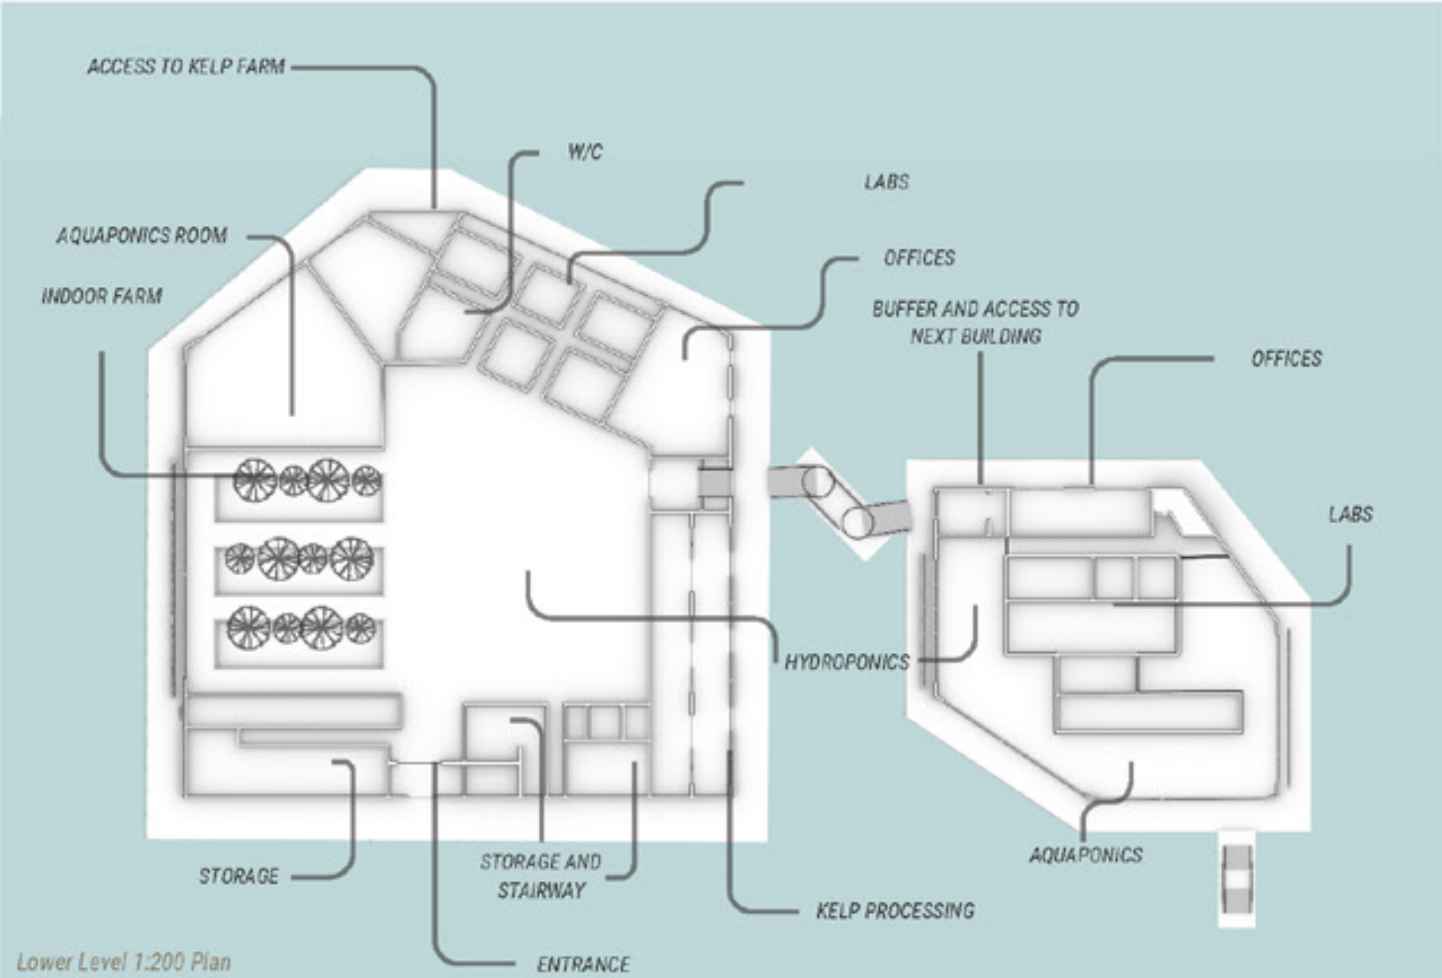 ACCESS TO KELP FARM
W/C
LABS
AQUAPONICS ROOM
OFFICES
INDOOR FARM
BUFFER AND ACCESS TO
NEXT BUILDING
OFFICES
LABS
HYDROPONICS
AQUAPONICS
STORAGE
STORAGE AND
STAIRWAY
KELP PROCESSING
ENTRANCE
Lower Level 1:200 Plan